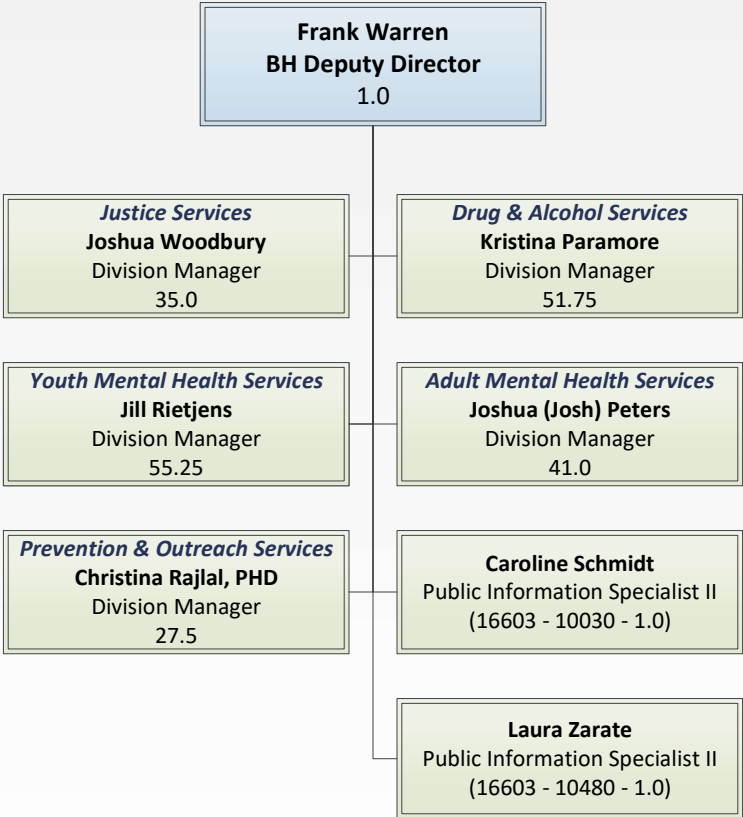 Frank Warren
BH Deputy Director
1.0
Justice Services
Joshua Woodbury
Division Manager
35.0
Drug & Alcohol Services
Kristina Paramore
Division Manager
51.75
Youth Mental Health Services
Jill Rietjens
Division Manager
55.25
Adult Mental Health Services
Joshua (Josh) Peters
Division Manager
41.0
Prevention & Outreach Services
Christina Rajlal, PHD
Division Manager
27.5
Caroline Schmidt
Public Information Specialist II
(16603 - 10030 - 1.0)
Laura Zarate
Public Information Specialist II
(16603 - 10480 - 1.0)